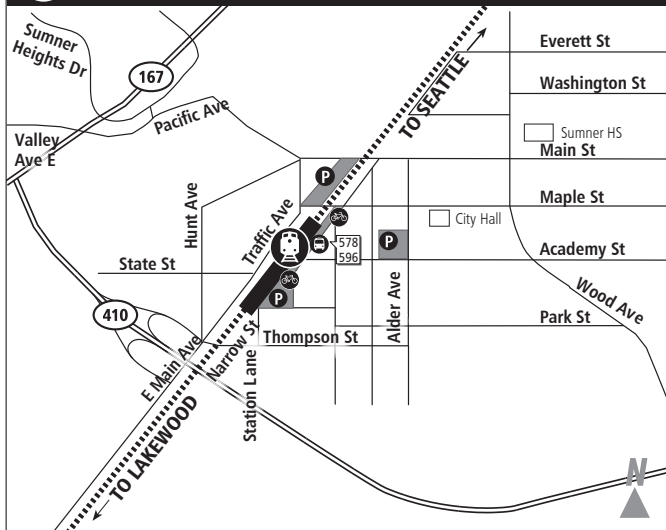 Sumner
Heights Dr
167
Valley
Ave E
Pacific Ave
TO SEATTLE
Everett St
Washington St
Sumner HS
Main St
Maple St
City Hall
Academy St
Wood Ave
Park St
Hunt Ave
Traffic Ave
P
P
P
578
596
State St
Alder Ave
410
E Main Ave
Narrow St
Station Lane
Thompson St
TO LAKEWOOD
N